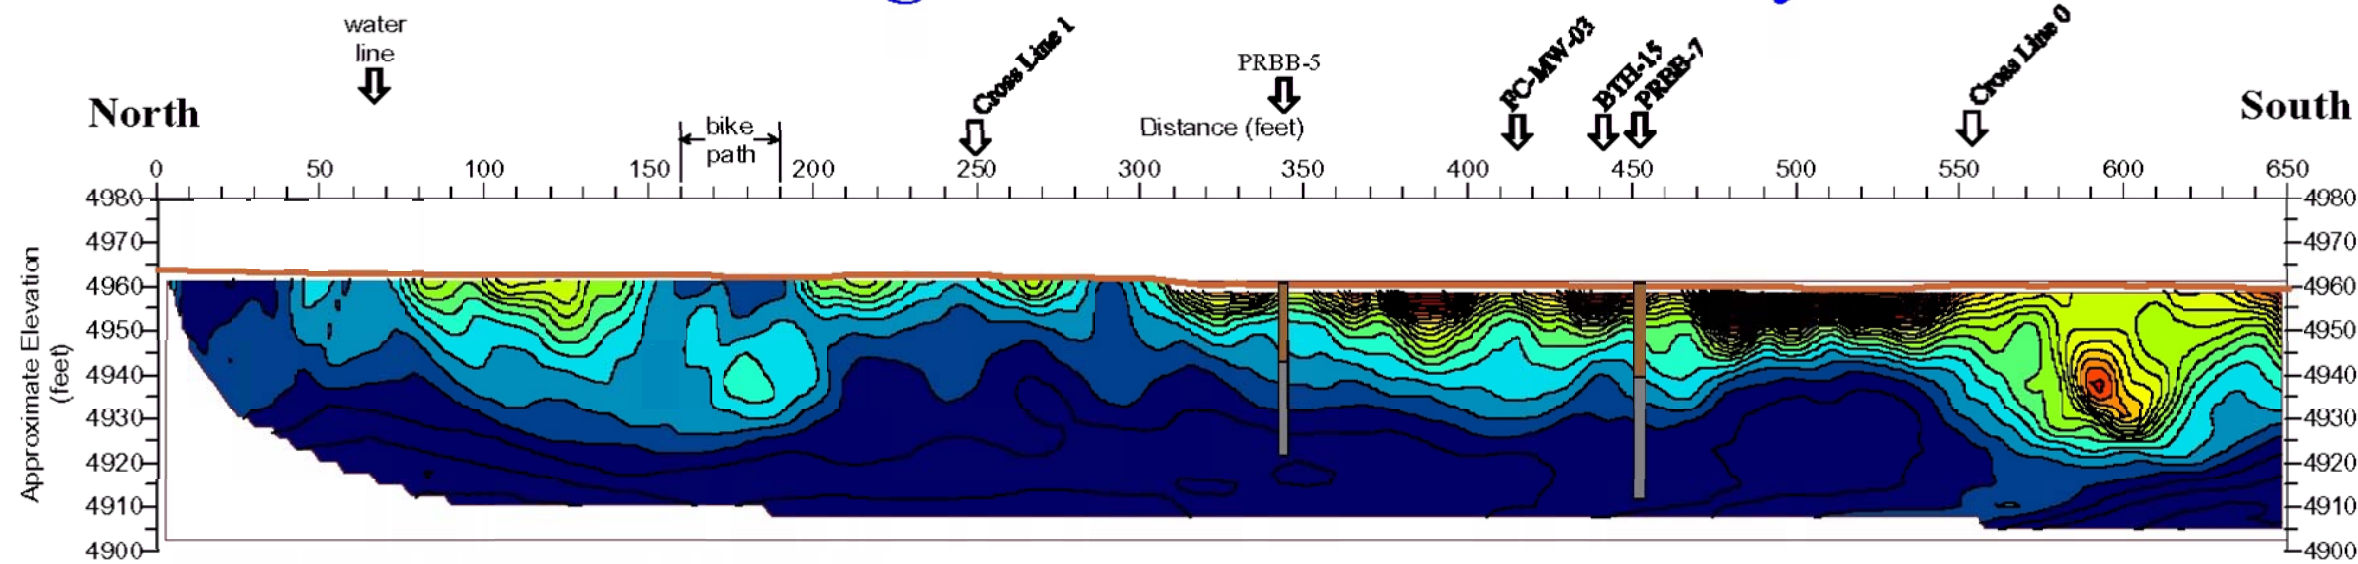 water
line
Cross Line 1
PRBB-5
FC-MW-03
BTH-15
PRBB-7
Cross Line 0
North
bike
path
Distance (feet)
South
0 50 100 150 200 250 300 350 400 450 500 550 600 650
4980 4980
4970 4970
4960 4960
4950 4950
4940 4940
4930 4930
4920 4920
4910 4910
4900 4900
Approximate Elevation
(feet)